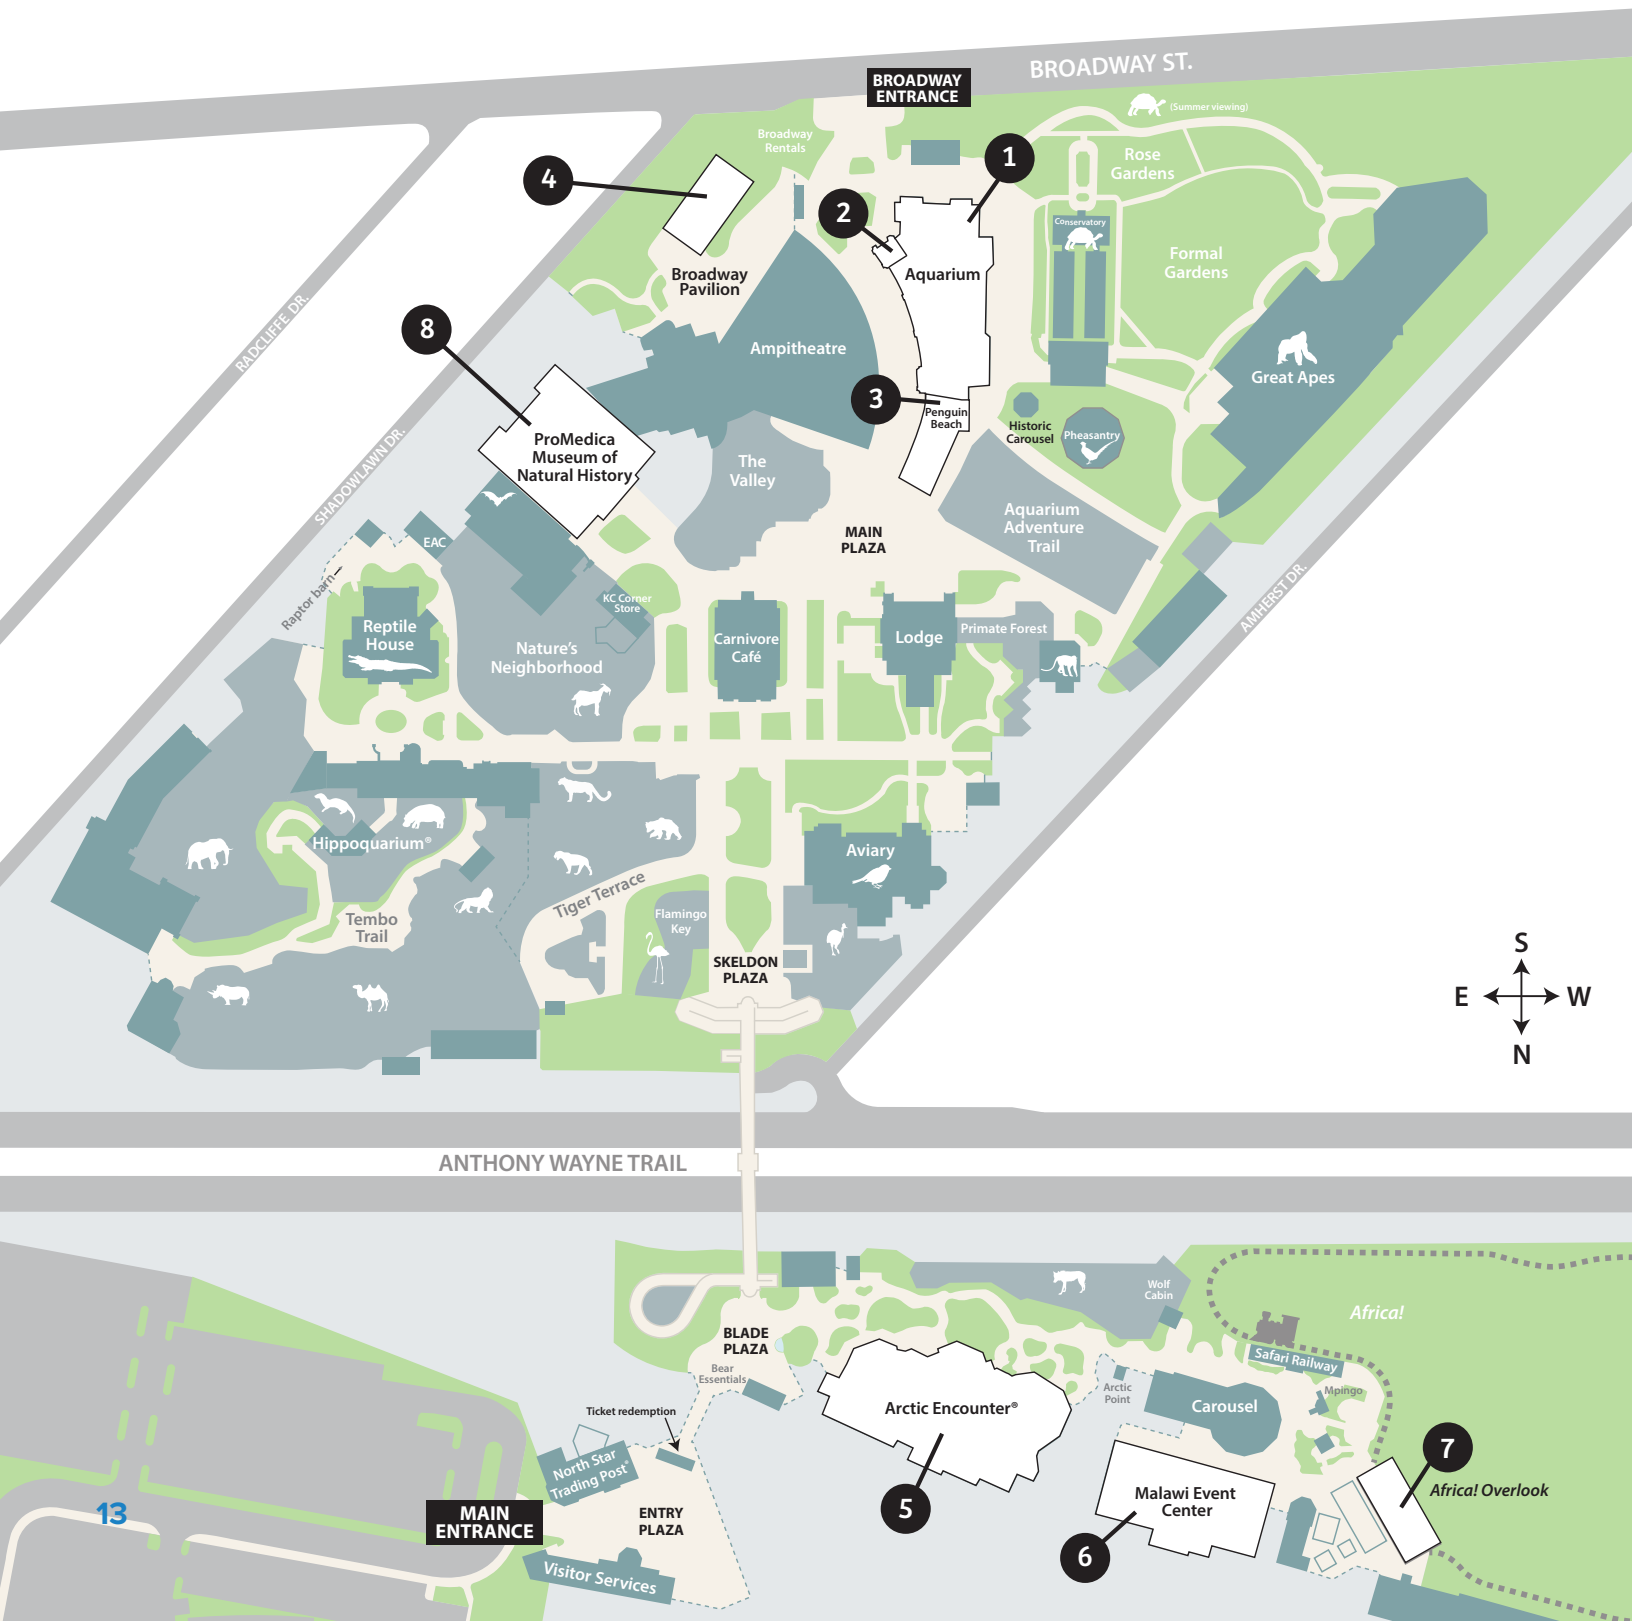 BROADWAY ST.
BROADWAY
ENTRANCE
(Summer viewing)
Broadway
Rentals
1
Rose
Gardens
4
2
Conservatory
Broadway
Pavilion
Aquarium
Formal
Gardens
RADCLIFFE DR.
8
Ampitheatre
Great Apes
3
Penguin
Beach
Historic
Carousel
Pheasantry
ProMedica
Museum of
Natural History
The
Valley
SHADOWLAWN DR.
Aquarium
Adventure
Trail
MAIN
PLAZA
EAC
Raptor barn
AMHERST DR.
KC Corner
Store
Reptile
House
Nature's
Neighborhood
Carnivore
Café
Lodge
Primate Forest
Hippoquarium®
Aviary
Tiger Terrace
Tembo
Trail
Flamingo
Key
SKELDON
PLAZA
S
E
W
N
ANTHONY WAYNE TRAIL
Wolf
Cabin
Africa!
BLADE
PLAZA
Safari Railway
Bear
Essentials
Arctic
Point
Mpingo
Ticket redemption
Arctic Encounter®
Carousel
7
North Star
Trading Post®
Malawi Event
Center
Africa! Overlook
13
MAIN
ENTRANCE
ENTRY
PLAZA
5
6
Visitor Services